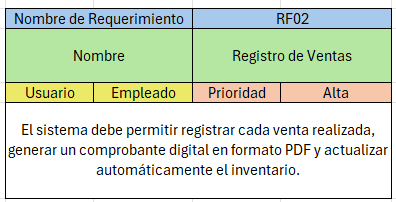 Nombre de Requerimiento RF02
Nombre Registro de Ventas
Usuario Empleado Prioridad Alta
El sistema debe permitir registrar cada venta realizada,
generar un comprobante digital en formato PDF y actualizar
automáticamente el inventario.